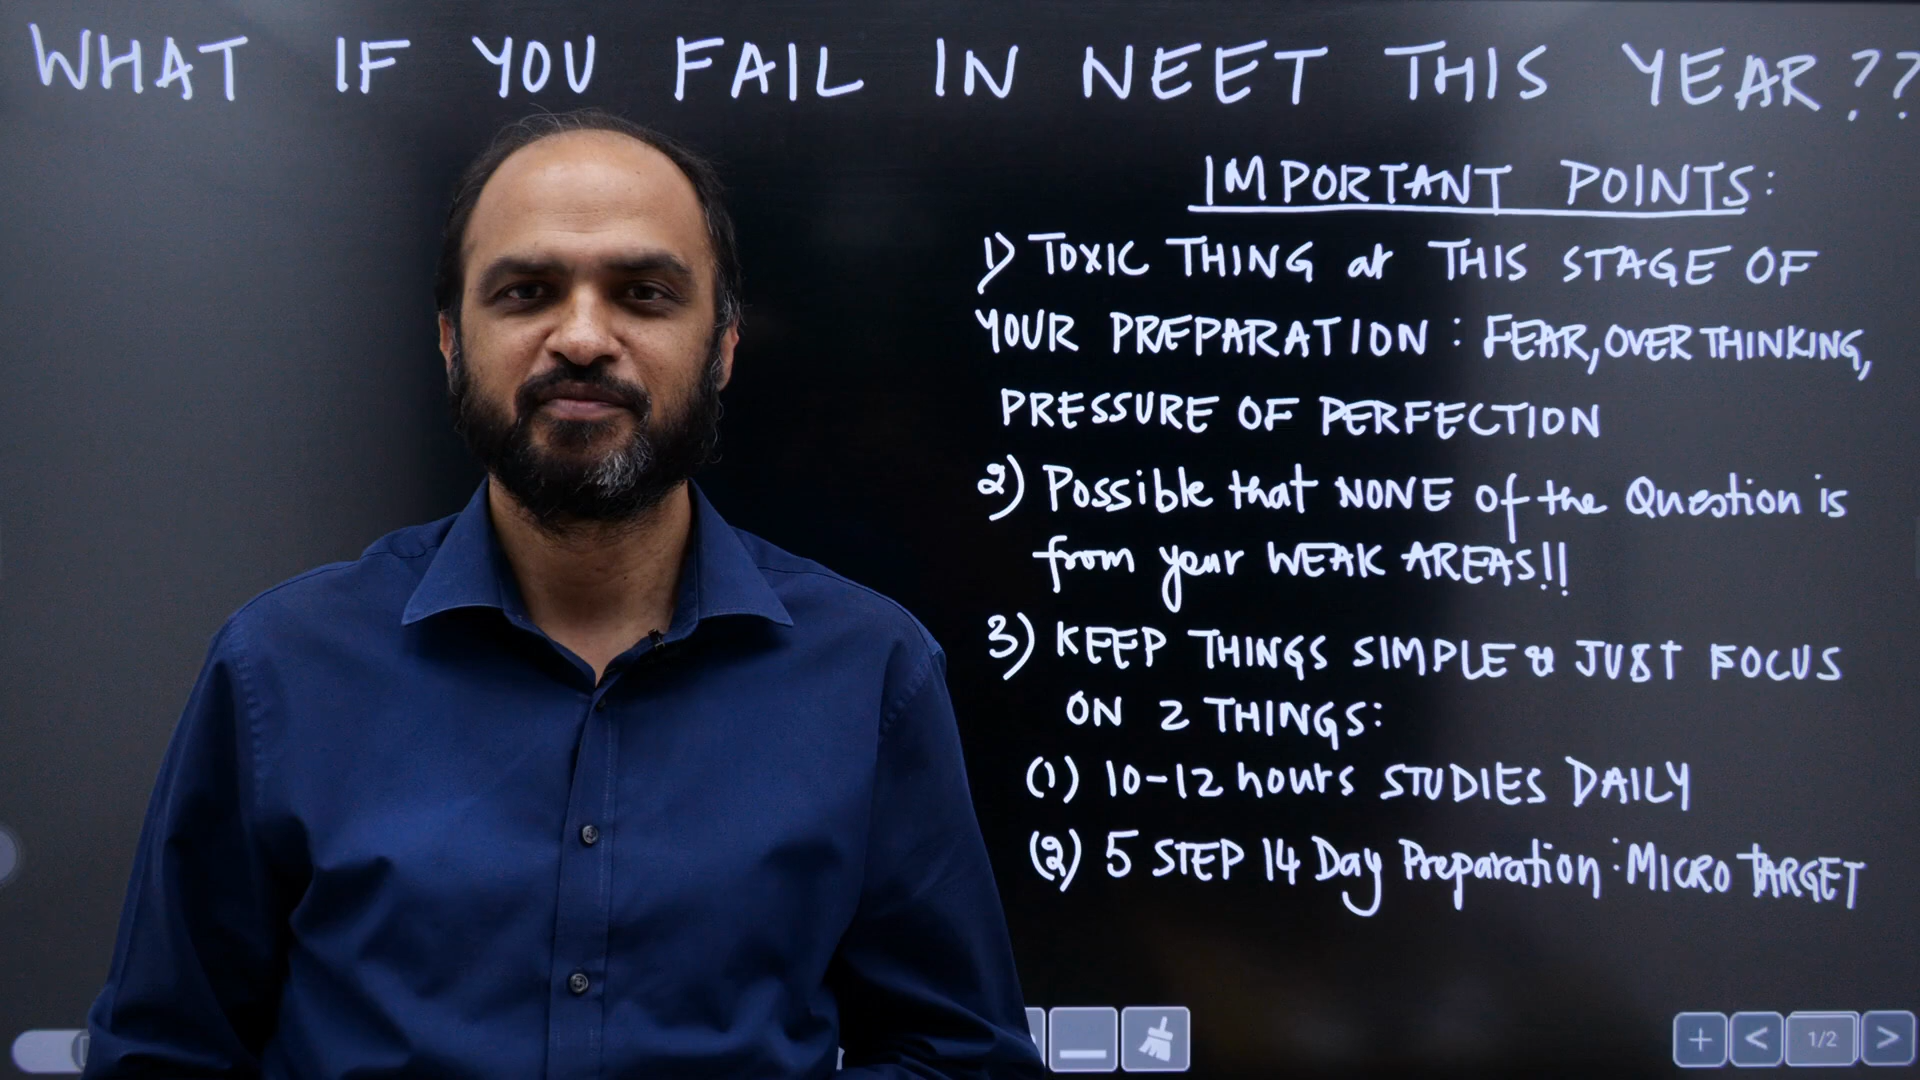 WHAT IF YOU FAIL IN NEET THIS YEAR??
IMPORTANT POINTS:
1) TOXIC THING at THIS STAGE OF
YOUR PREPARATION: FEAR, OVER THINKING,
PRESSURE OF PERFECTION
2) Possible that NONE of the Question is
from your WEAK AREAS!!
3) KEEP THINGS SIMPLE & JUST FOCUS
ON 2 THINGS:
(1) 10-12 hours STUDIES DAILY
(2) 5 STEP 14 Day Preparation: MICRO TARGET
+ < 1/2 >